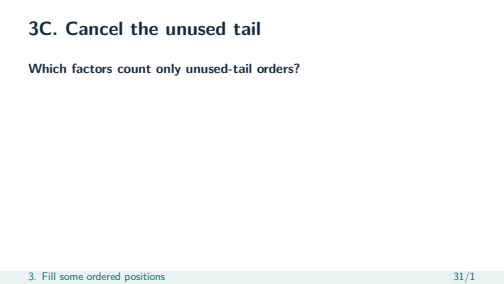 3C. Cancel the unused tail
Which factors count only unused-tail orders?
3. Fill some ordered positions
31/1